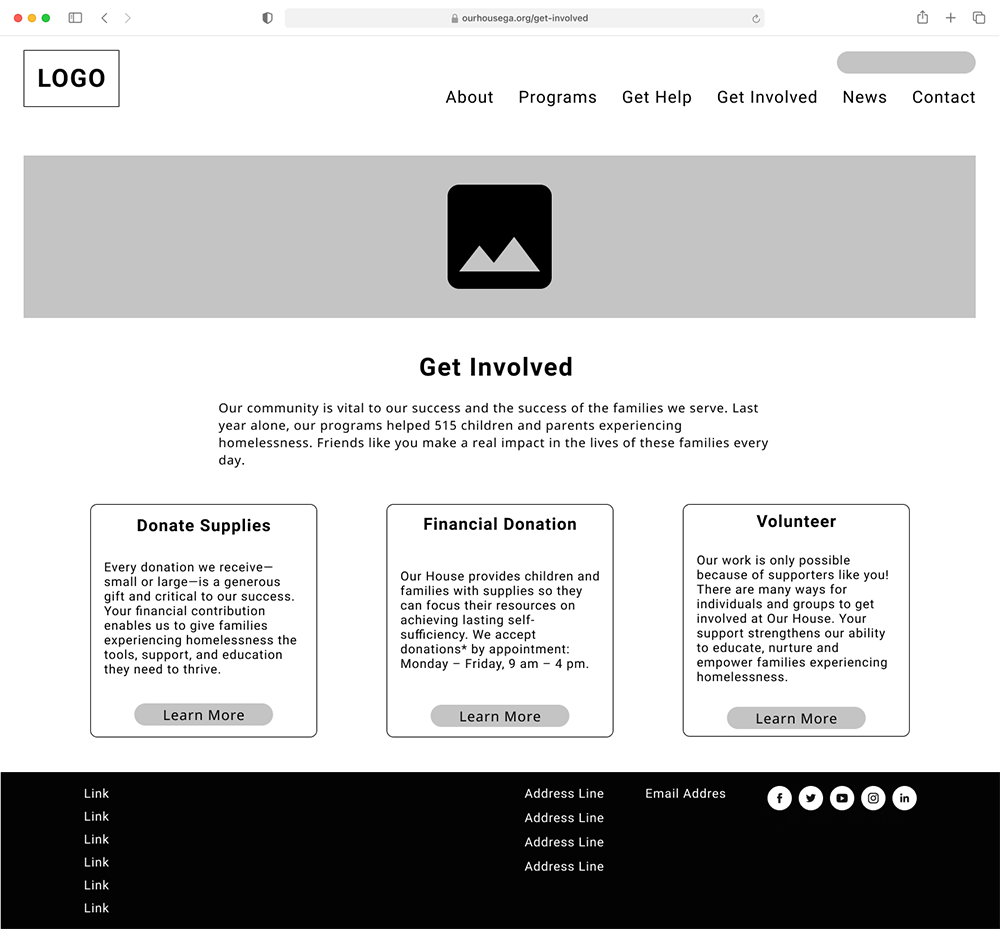 ourhousega.org/get-involved
LOGO
About Programs Get Help Get Involved News Contact
Get Involved
Our community is vital to our success and the success of the families we serve. Last
year alone, our programs helped 515 children and parents experiencing
homelessness. Friends like you make a real impact in the lives of these families every
day.
Donate Supplies
Every donation we receive—
small or large—is a generous
gift and critical to our success.
Your financial contribution
enables us to give families
experiencing homelessness the
tools, support, and education
they need to thrive.
Learn More
Financial Donation
Our House provides children and
families with supplies so they
can focus their resources on
achieving lasting self-
sufficiency. We accept
donations* by appointment:
Monday – Friday, 9 am – 4 pm.
Learn More
Volunteer
Our work is only possible
because of supporters like you!
There are many ways for
individuals and groups to get
involved at Our House. Your
support strengthens our ability
to educate, nurture and
empower families experiencing
homelessness.
Learn More
Link
Link
Link
Link
Link
Link
Address Line
Address Line
Address Line
Address Line
Email Addres